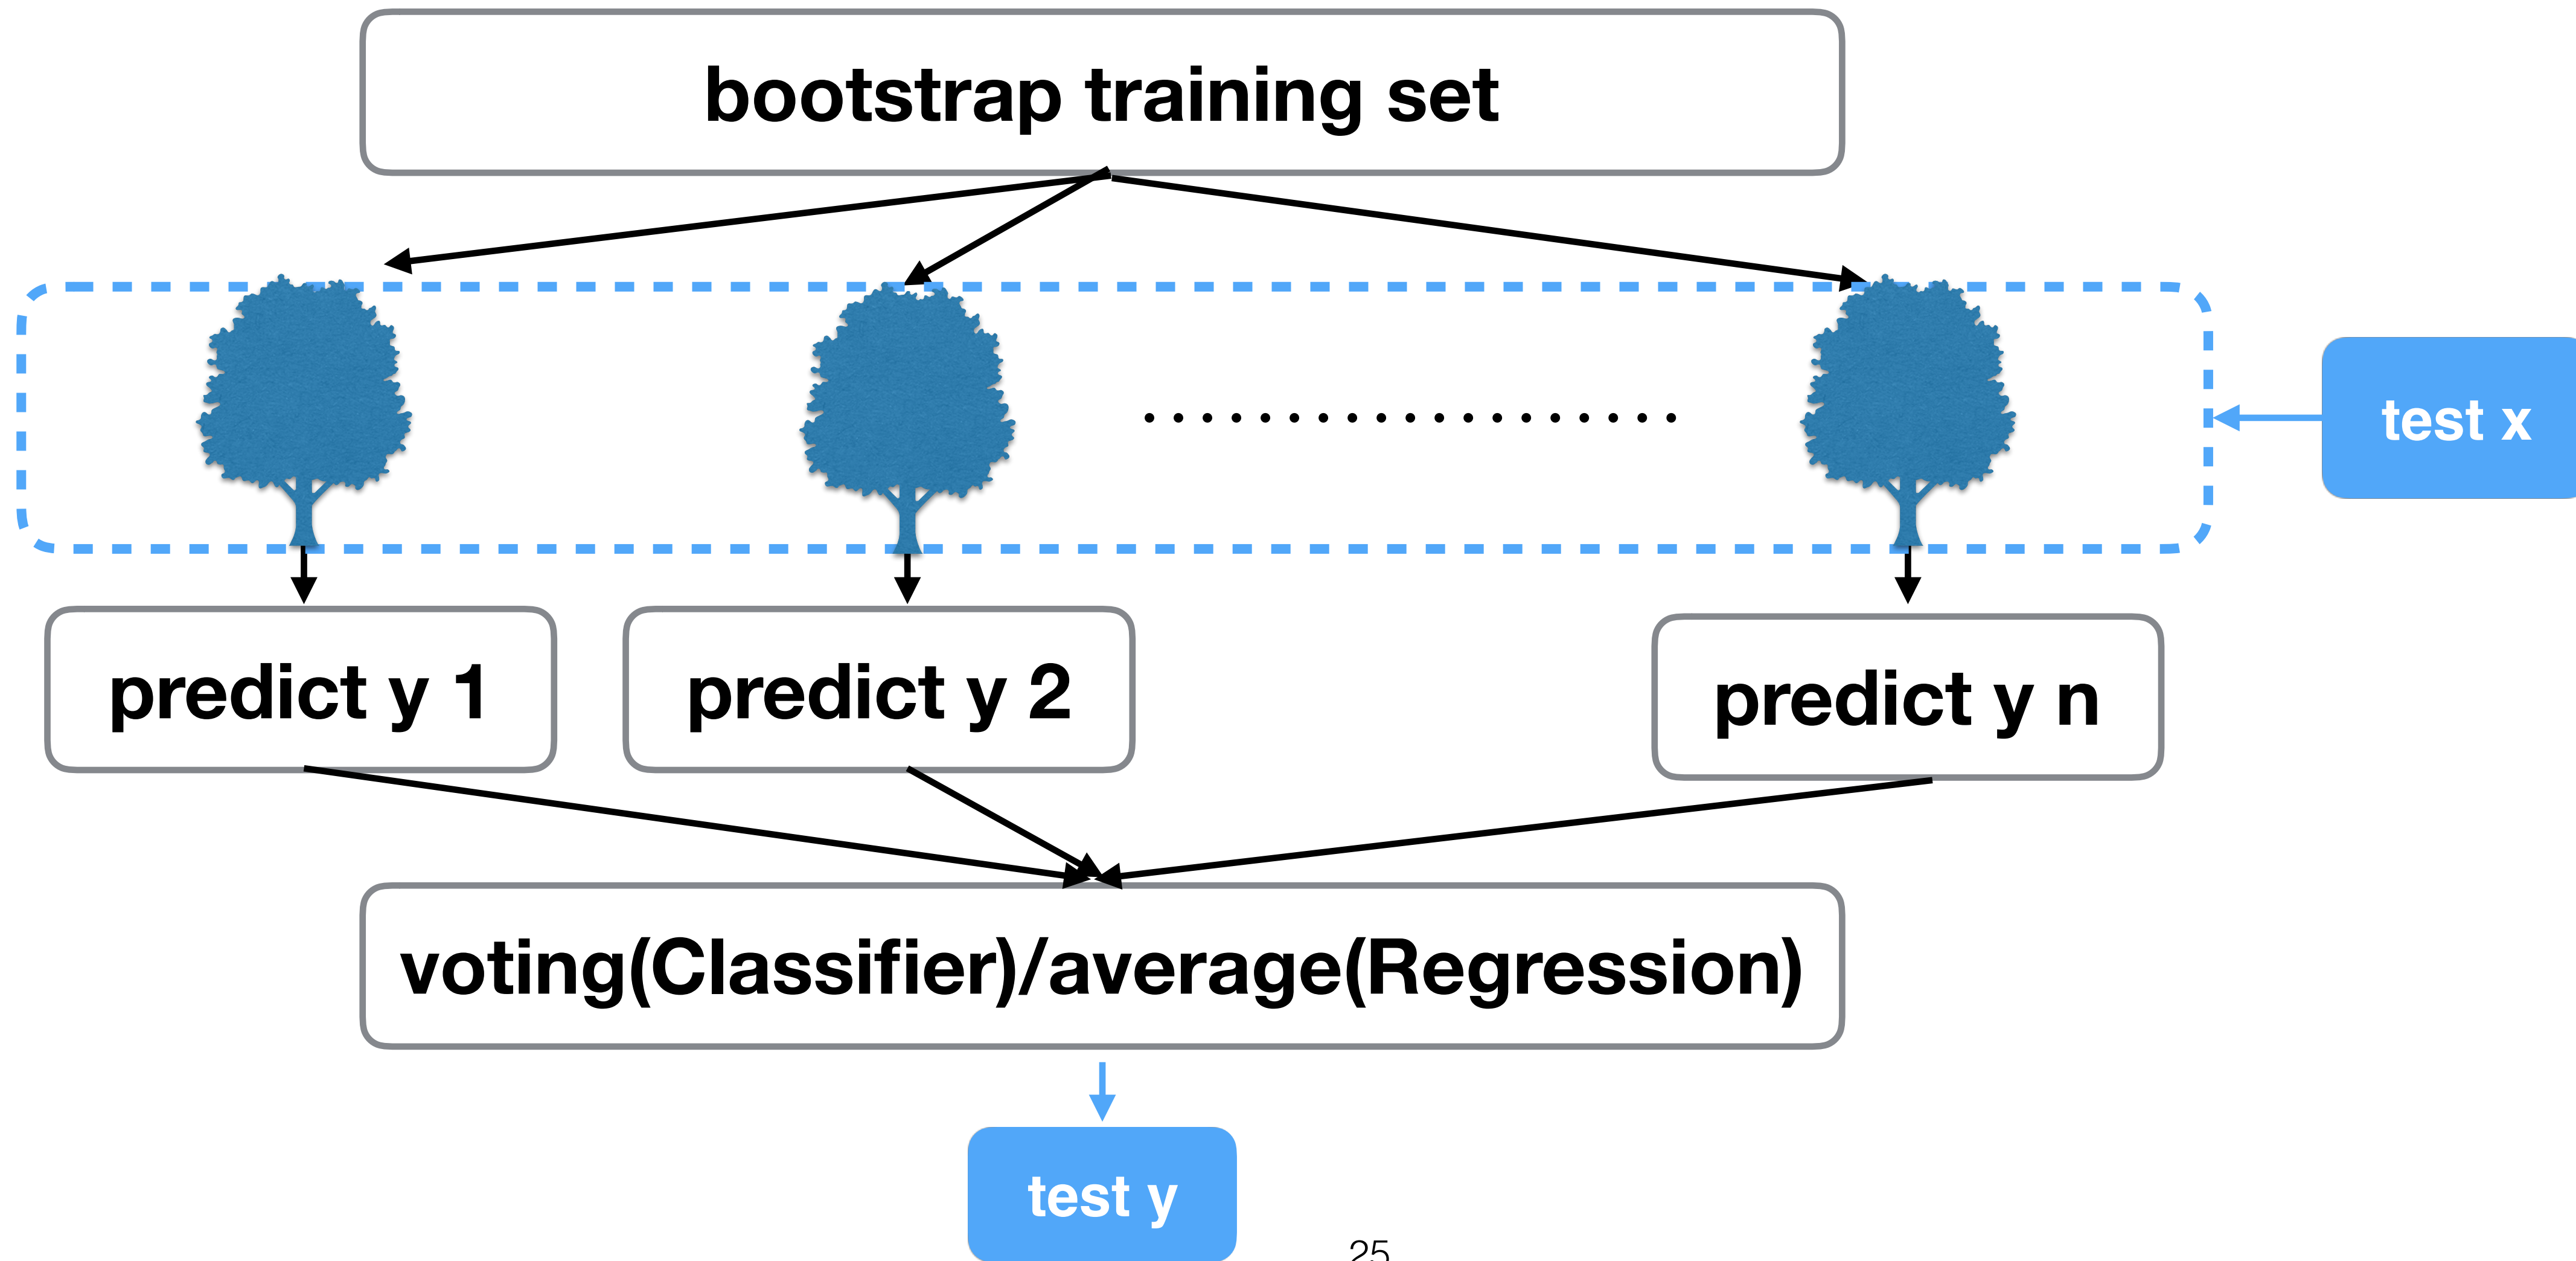 bootstrap training set
test x
predict y 1
predict y 2
predict y n
voting(Classifier)/average(Regression)
test y
25